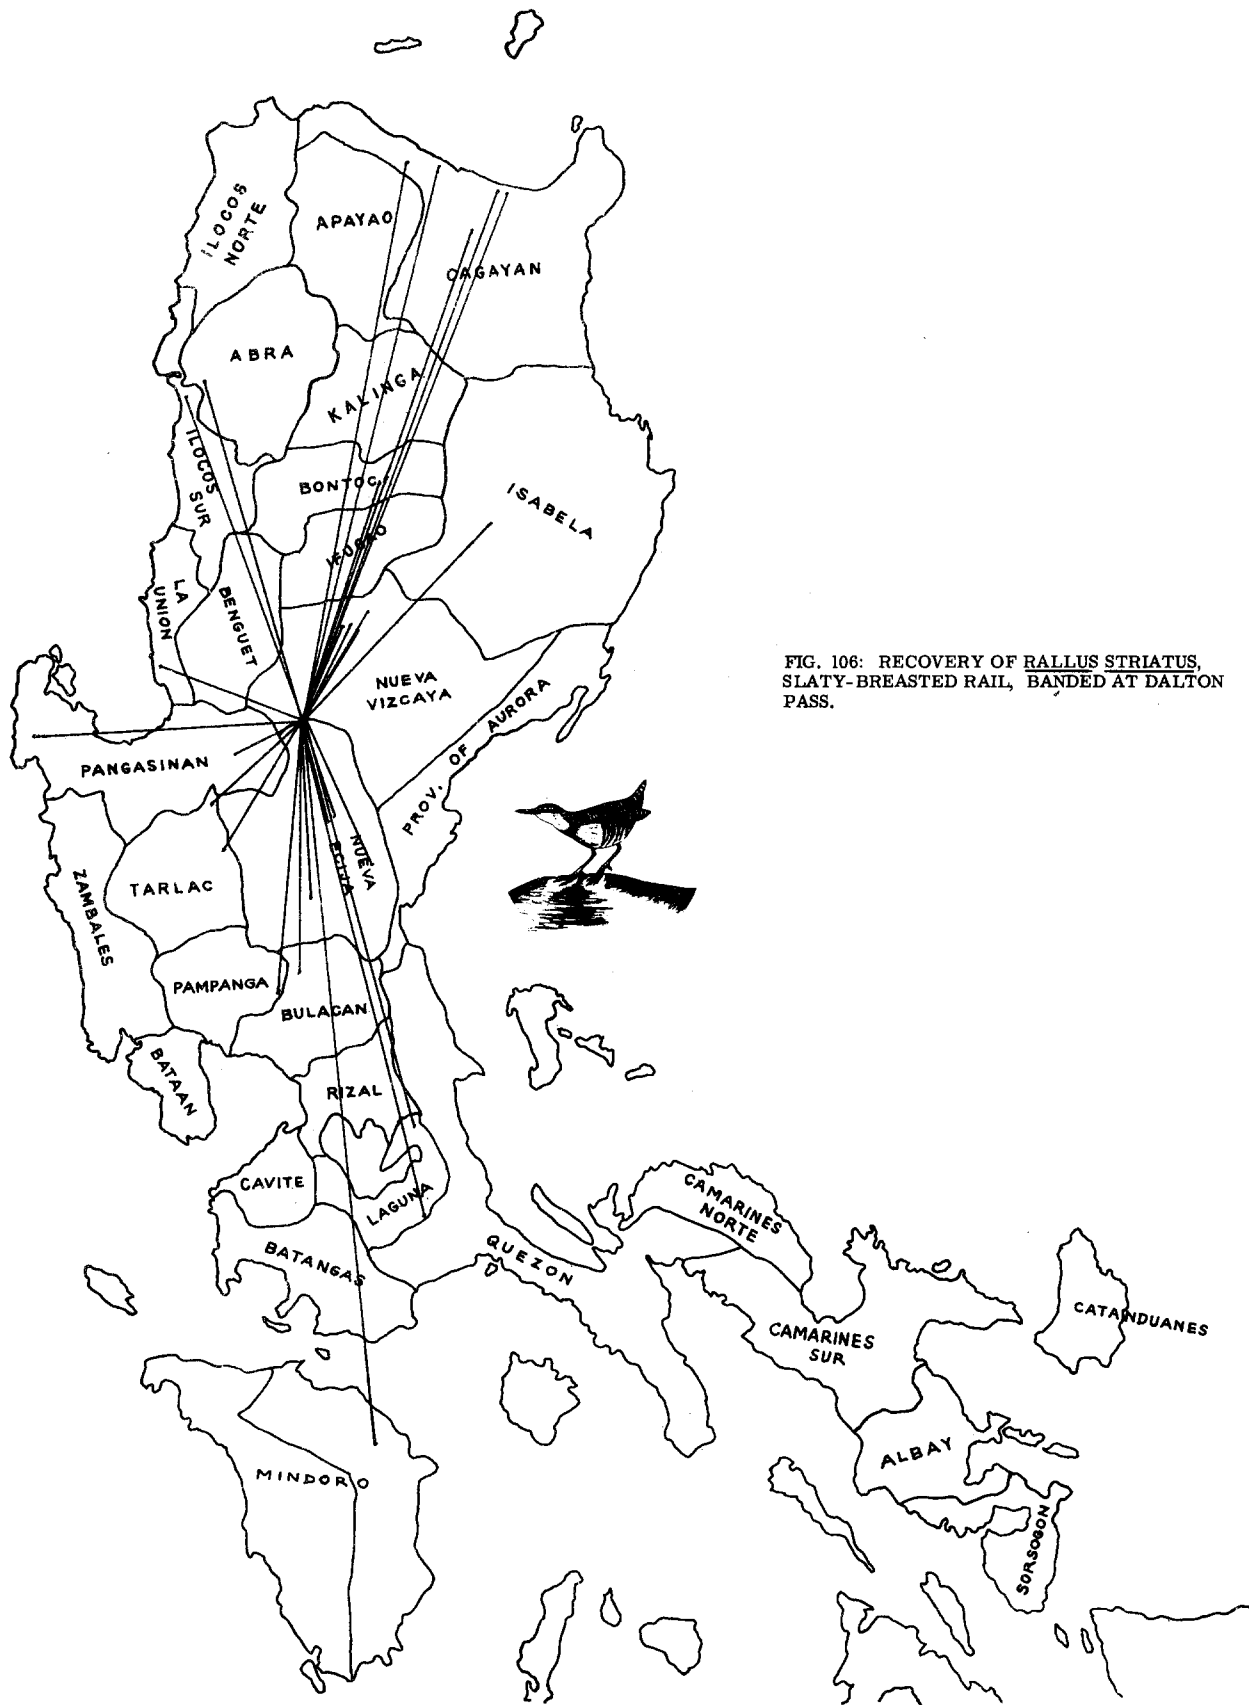 ILOCOS
NORTE
APAYAO
CAGAYAN
ABRA
KALINGA
ILOCOS
SUR
BONTOC
ISABELA
IFUGAO
LA
UNION
BENGUET
NUEVA
VIZCAYA
PROV. OF AURORA
FIG. 106: RECOVERY OF RALLUS STRIATUS,
SLATY-BREASTED RAIL, BANDED AT DALTON
PASS.
PANGASINAN
NUEVA
ECIJA
TARLAC
ZAMBALES
PAMPANGA
BULACAN
BATAAN
RIZAL
CAVITE
LAGUNA
BATANGAS
QUEZON
CAMARINES
NORTE
CAMARINES
SUR
CATANDUANES
ALBAY
SORSOGON
MINDORO